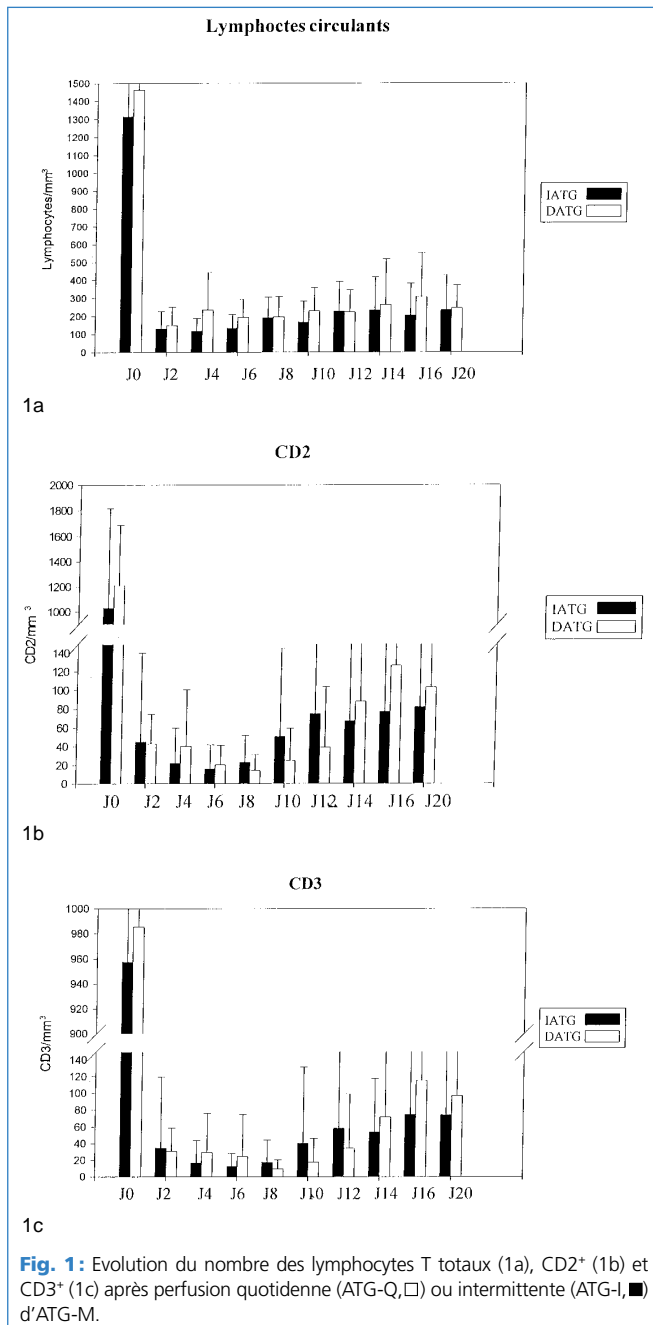 Lymphoctes circulants
1500
1400
1300
1200
1100
1000
900
800
700
600
500
400
300
200
100
0
Lymphocytes/mm³
J0 J2 J4 J6 J8 J10 J12 J14 J16 J20
IATG
DATG
1a
CD2
2000
1800
1600
1400
1200
1000
140
120
100
80
60
40
20
0
CD2/mm³
J0 J2 J4 J6 J8 J10 J12 J14 J16 J20
IATG
DATG
1b
CD3
1000
980
960
940
920
900
140
120
100
80
60
40
20
0
CD3/mm³
J0 J2 J4 J6 J8 J10 J12 J14 J16 J20
IATG
DATG
1c
Fig. 1: Evolution du nombre des lymphocytes T totaux (1a), CD2⁺ (1b) et
CD3⁺ (1c) après perfusion quotidenne (ATG-Q,□) ou intermittente (ATG-I,■)
d'ATG-M.